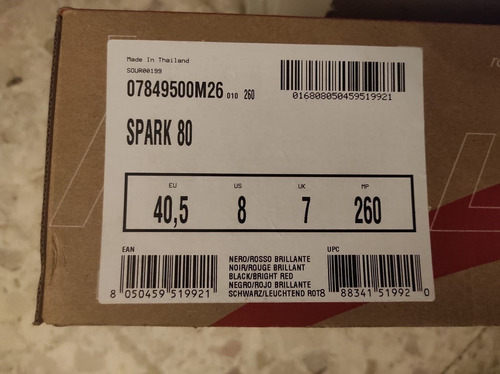 Made In Thailand
SOUR00199
07849500M26 010 260
016808050459519921
SPARK 80
EU US UK MP
40,5 8 7 260
EAN
UPC
NERO/ROSSO BRILLANTE
NOIR/ROUGE BRILLANT
BLACK/BRIGHT RED
NEGRO/ROJO BRILLANTE
SCHWARZ/LEUCHTEND ROT
8 050459 519921
8 88341 51992 0